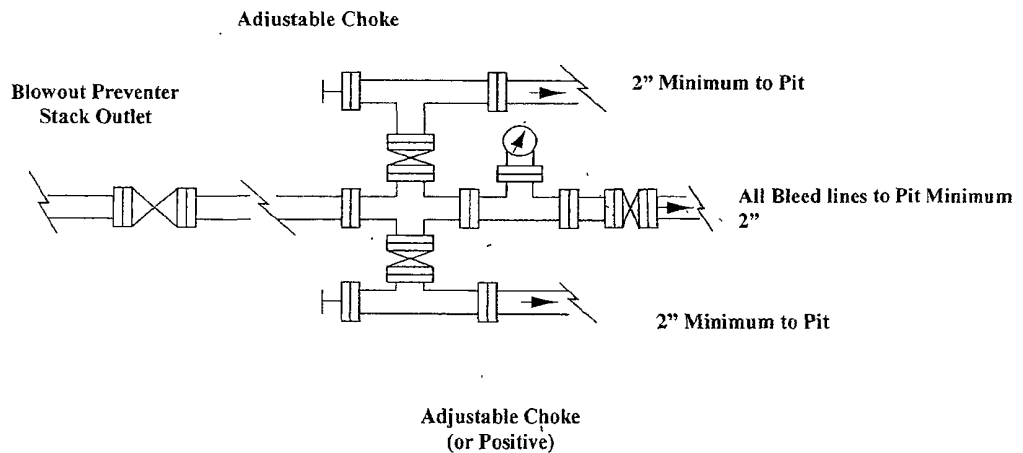 Adjustable Choke
Blowout Preventer
Stack Outlet
2” Minimum to Pit
All Bleed lines to Pit Minimum
2”
2” Minimum to Pit
Adjustable Choke
(or Positive)